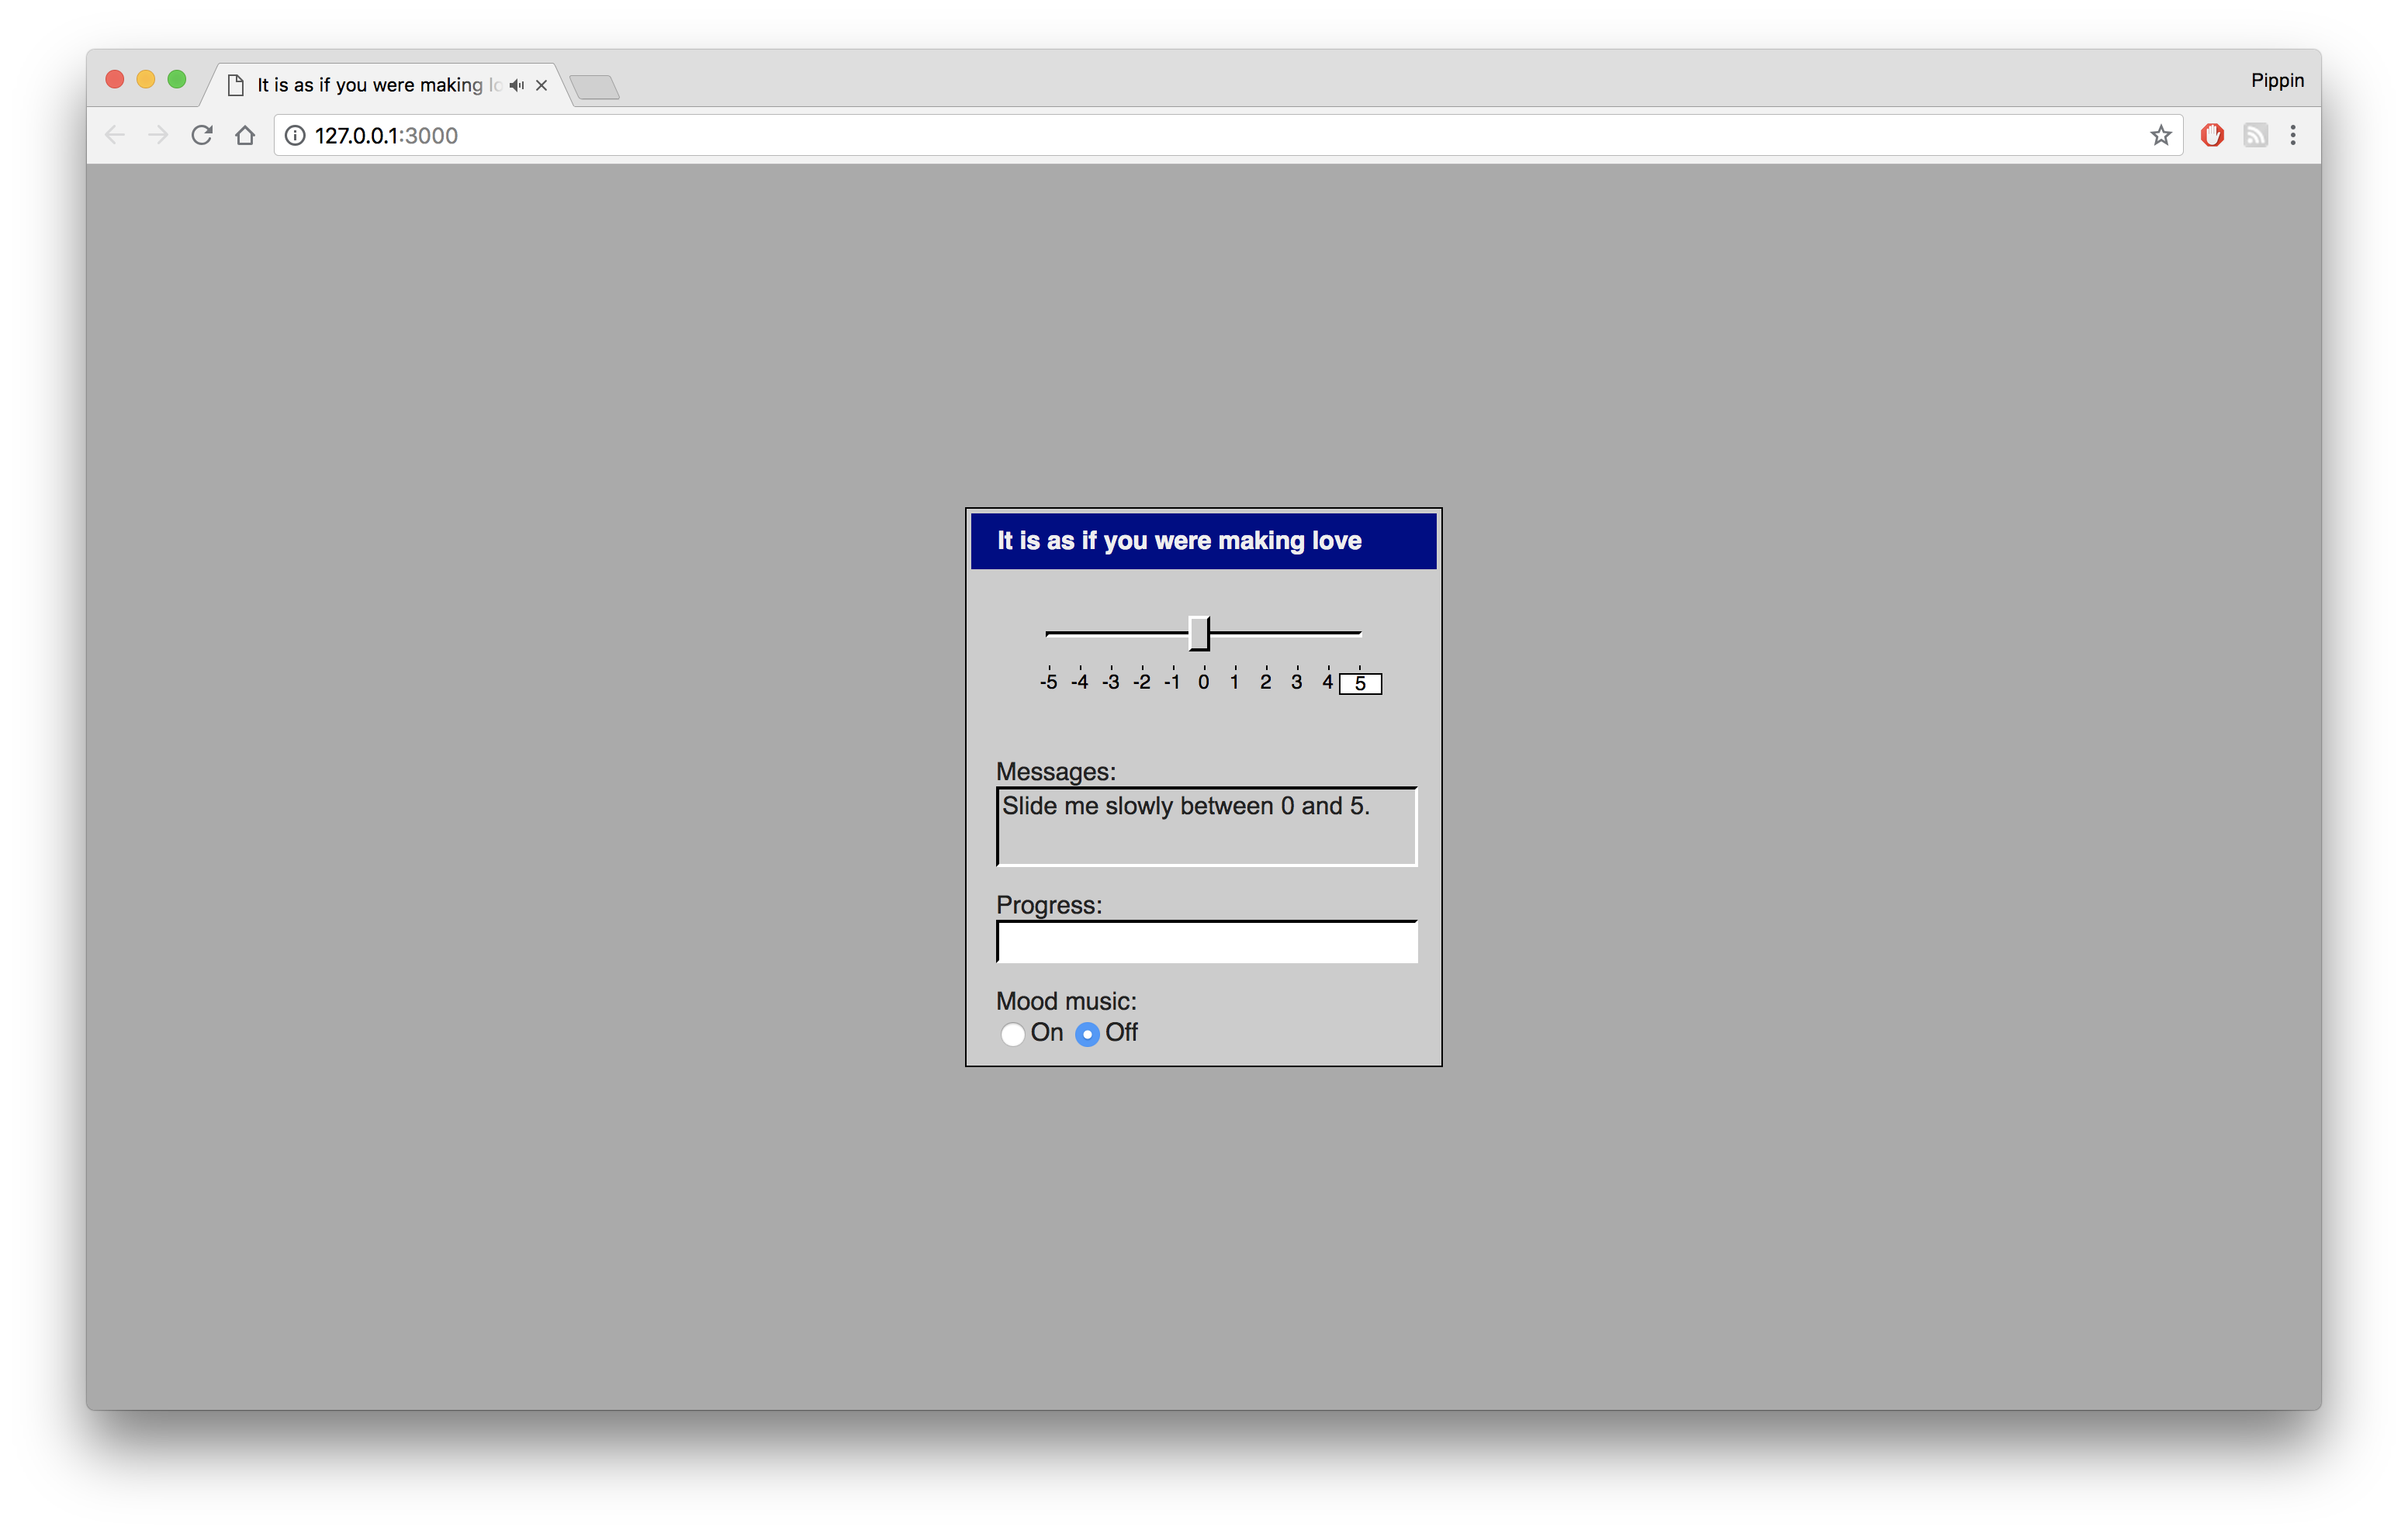 It is as if you were making lo
Pippin
127.0.0.1:3000
It is as if you were making love
-5 -4 -3 -2 -1 0 1 2 3 4 5
Messages:
Slide me slowly between 0 and 5.
Progress:
Mood music:
On Off